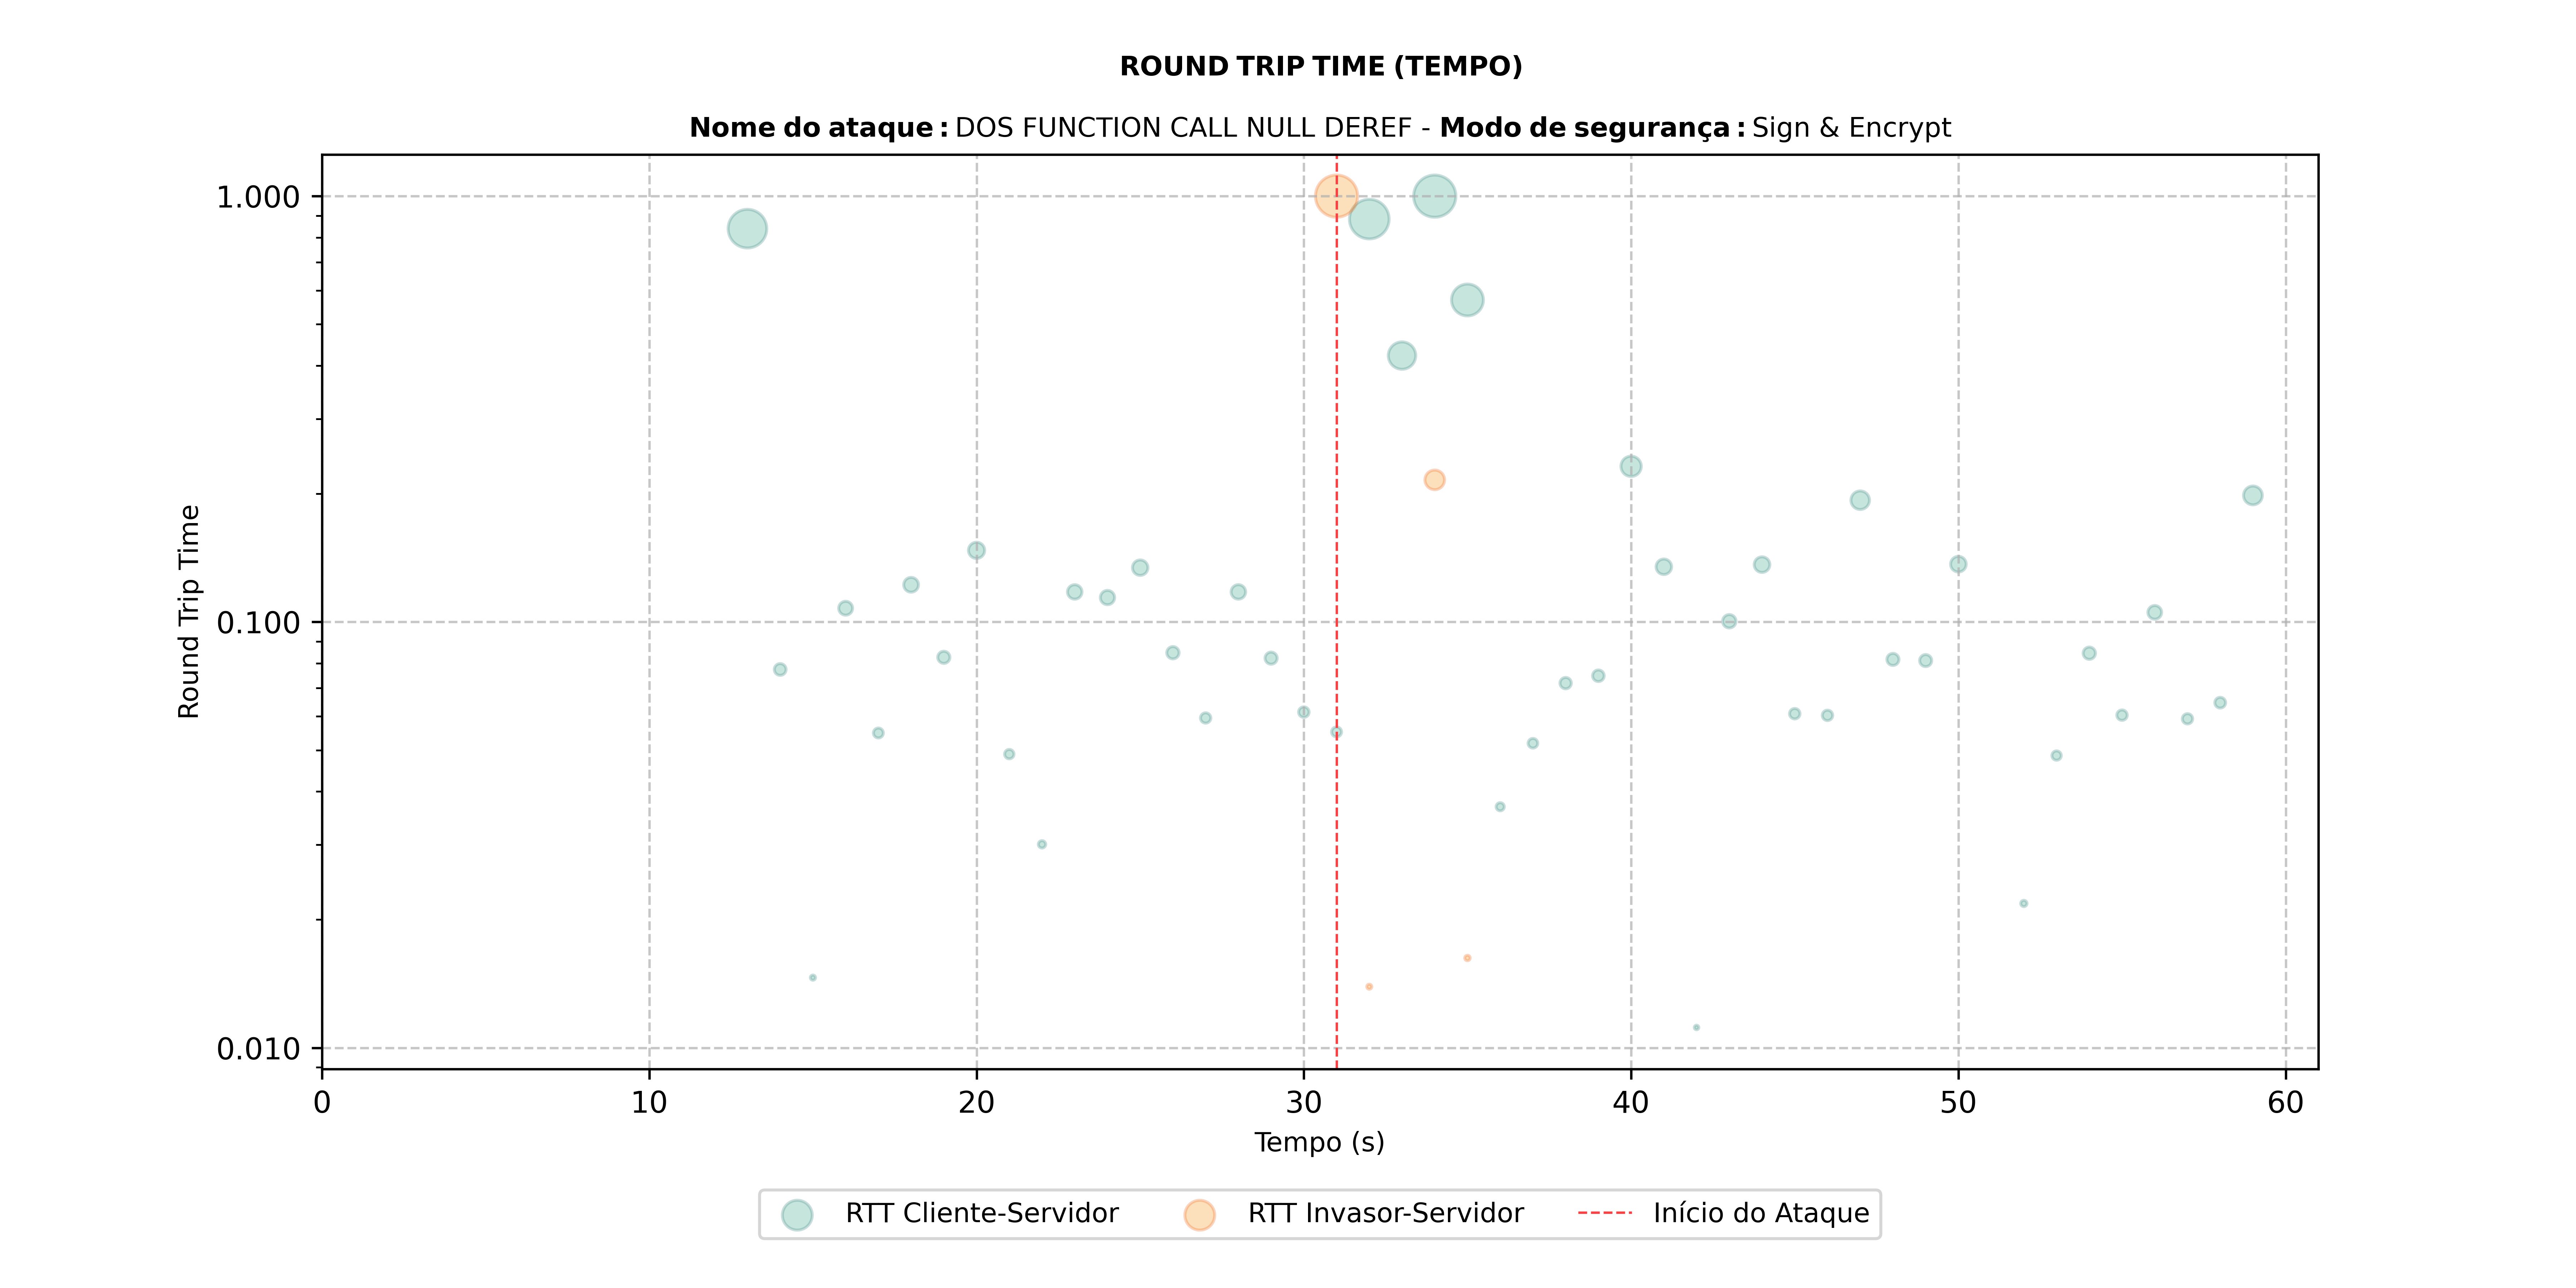 ROUND TRIP TIME (TEMPO)
Nome do ataque: DOS FUNCTION CALL NULL DEREF - Modo de segurança: Sign & Encrypt
Round Trip Time
1.000
0.100
0.010
0 10 20 30 40 50 60
Tempo (s)
RTT Cliente-Servidor RTT Invasor-Servidor Início do Ataque